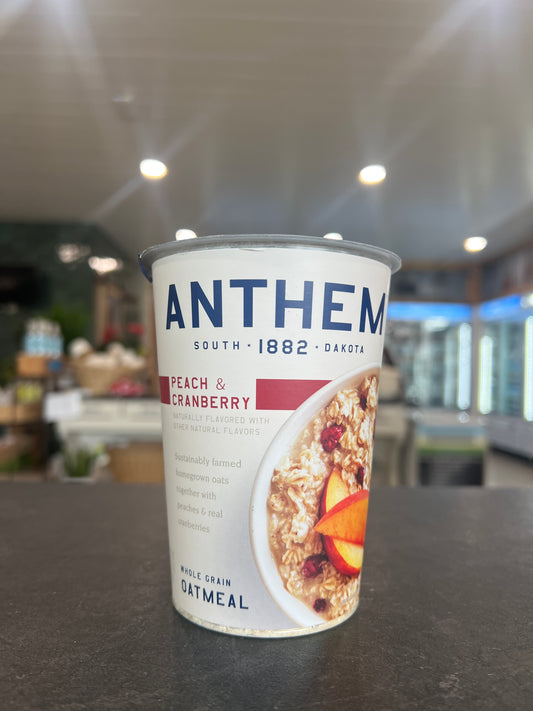 ANTHEM
SOUTH · 1882 · DAKOTA
PEACH &
CRANBERRY
NATURALLY FLAVORED WITH
OTHER NATURAL FLAVORS
Sustainably farmed
homegrown oats
together with
peaches & real
cranberries
WHOLE GRAIN
OATMEAL